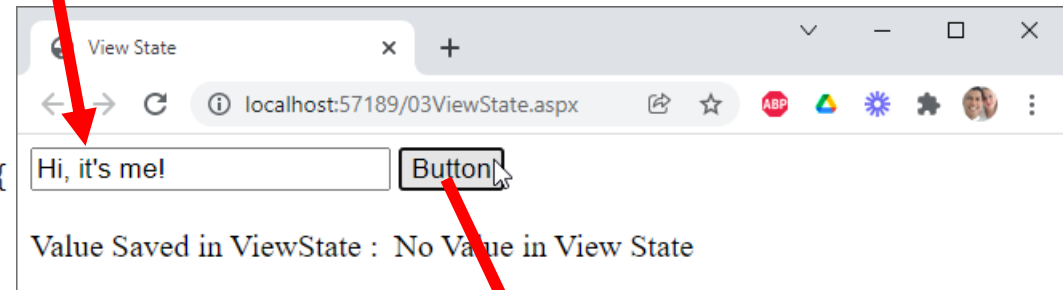 View State
localhost:57189/03ViewState.aspx
ABP
{
Hi, it's me!
Button
Value Saved in ViewState : No Value in View State